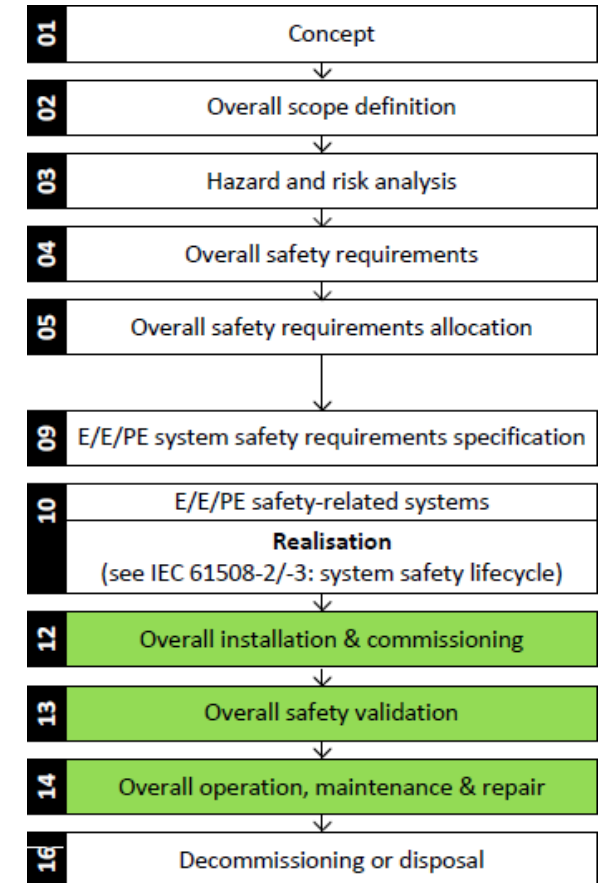 01 Concept
02 Overall scope definition
03 Hazard and risk analysis
04 Overall safety requirements
05 Overall safety requirements allocation
09 E/E/PE system safety requirements specification
10 E/E/PE safety-related systems
Realisation
(see IEC 61508-2/-3: system safety lifecycle)
12 Overall installation & commissioning
13 Overall safety validation
14 Overall operation, maintenance & repair
16 Decommissioning or disposal